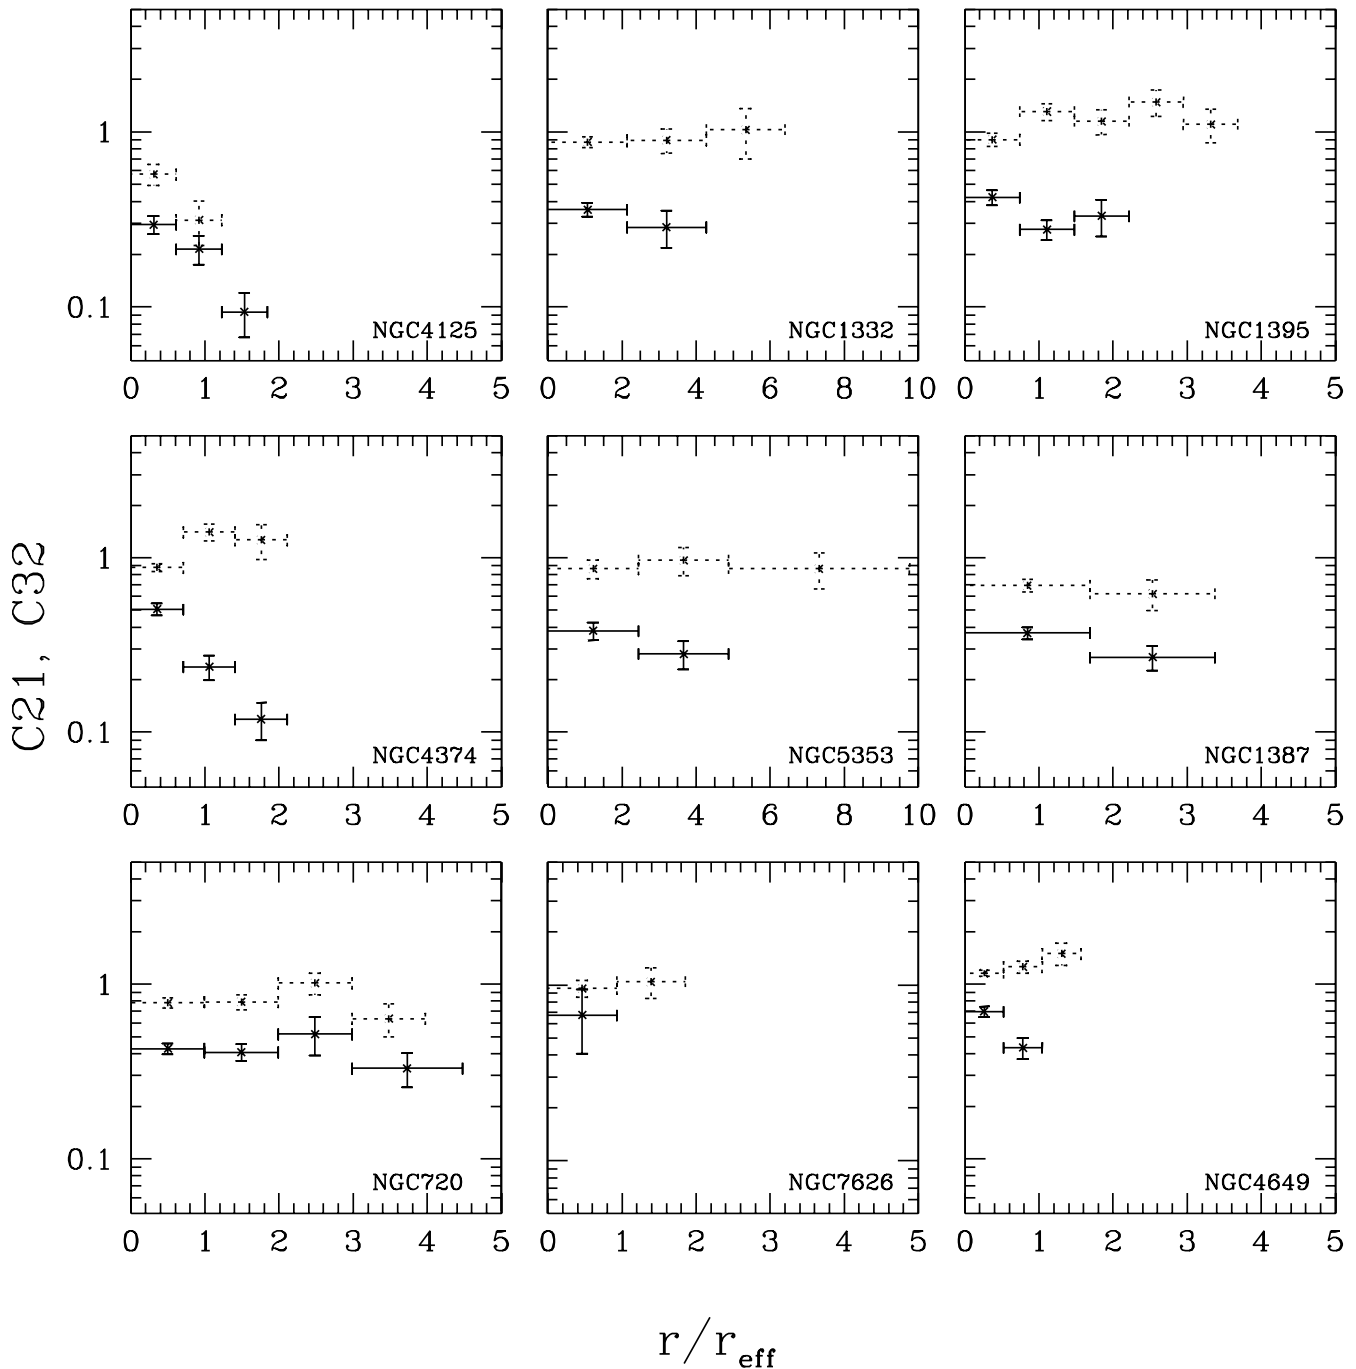 1
0.1
NGC4125
0 1 2 3 4 5
NGC1332
0 2 4 6 8 10
NGC1395
0 1 2 3 4 5
C21, C32
1
0.1
NGC4374
0 1 2 3 4 5
NGC5353
0 2 4 6 8 10
NGC1387
0 1 2 3 4 5
1
0.1
NGC720
0 1 2 3 4 5
NGC7626
0 1 2 3 4 5
NGC4649
0 1 2 3 4 5
r/r_eff